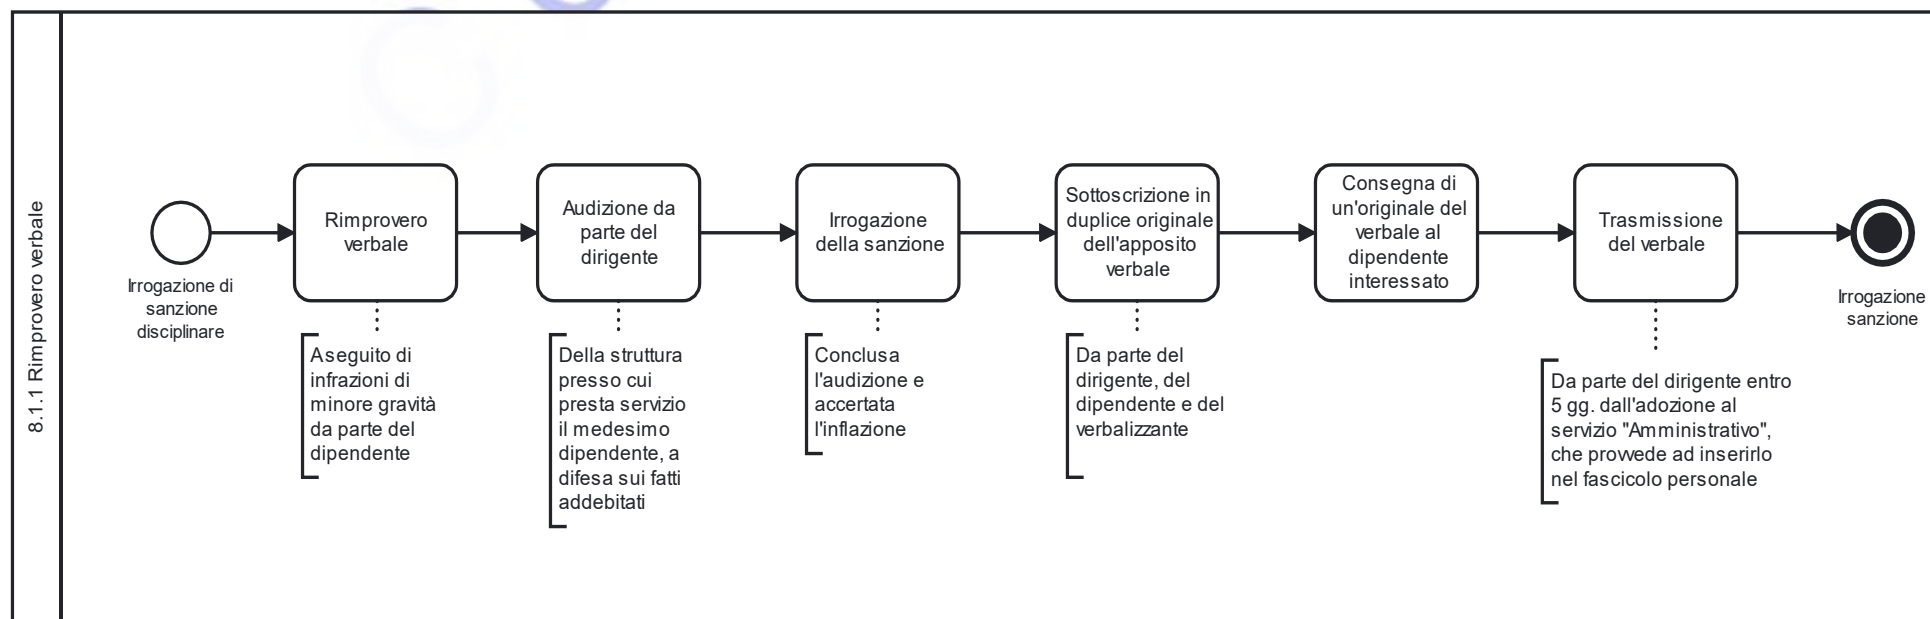 8.1.1 Rimprovero verbale
Irrogazione di
sanzione
disciplinare
Rimprovero
verbale
Aseguito di
infrazioni di
minore gravità
da parte del
dipendente
Audizione da
parte del
dirigente
Della struttura
presso cui
presta servizio
il medesimo
dipendente, a
difesa sui fatti
addebitati
Irrogazione
della sanzione
Conclusa
l'audizione e
accertata
l'inflazione
Sottoscrizione in
duplice originale
dell'apposito
verbale
Da parte del
dirigente, del
dipendente e del
verbalizzante
Consegna di
un'originale del
verbale al
dipendente
interessato
Trasmissione
del verbale
Da parte del dirigente entro
5 gg. dall'adozione al
servizio "Amministrativo",
che provvede ad inserirlo
nel fascicolo personale
Irrogazione
sanzione